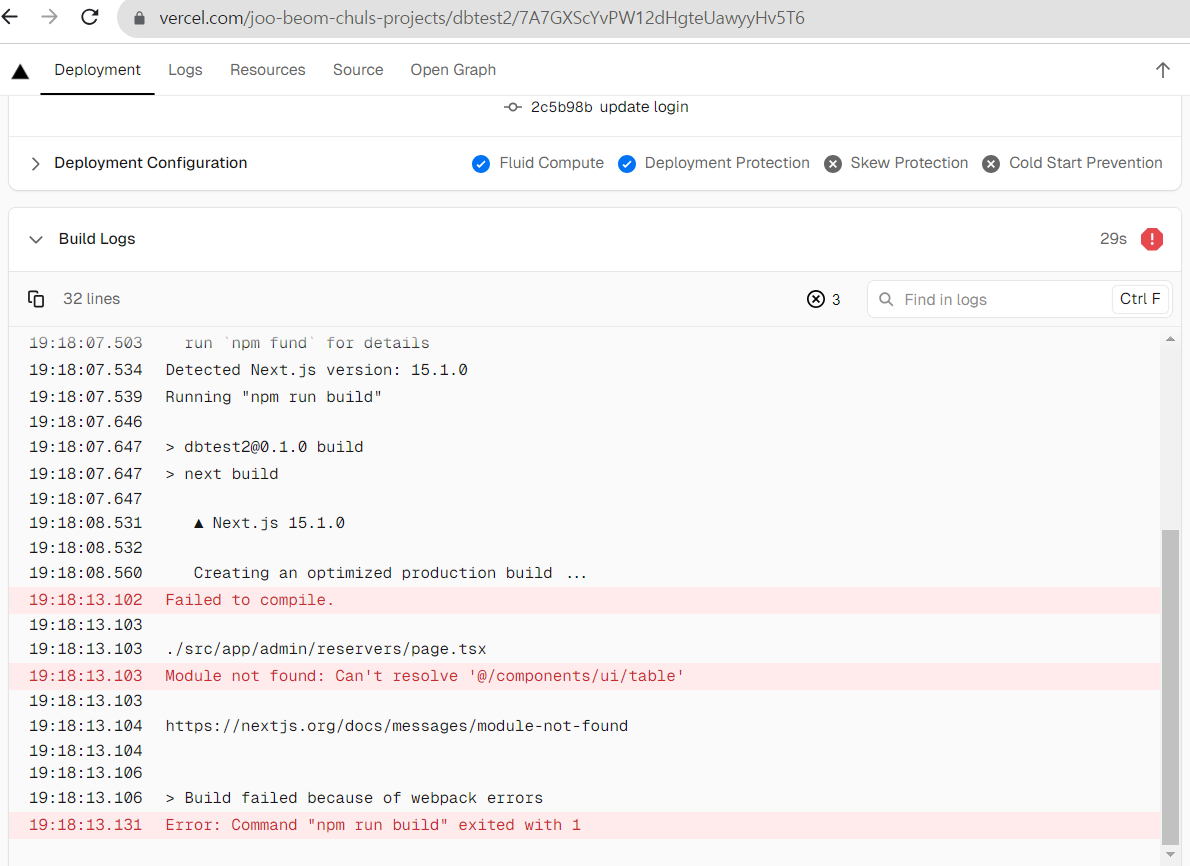 vercel.com/joo-beom-chuls-projects/dbtest2/7A7GXScYvPW12dHgteUawyyHv5T6
Deployment Logs Resources Source Open Graph
2c5b98b update login
Deployment Configuration Fluid Compute Deployment Protection Skew Protection Cold Start Prevention
Build Logs 29s
32 lines 3 Find in logs Ctrl F
19:18:07.503 run `npm fund` for details
19:18:07.534 Detected Next.js version: 15.1.0
19:18:07.539 Running "npm run build"
19:18:07.646
19:18:07.647 > dbtest2@0.1.0 build
19:18:07.647 > next build
19:18:07.647
19:18:08.531 ▲ Next.js 15.1.0
19:18:08.532
19:18:08.560 Creating an optimized production build ...
19:18:13.102 Failed to compile.
19:18:13.103
19:18:13.103 ./src/app/admin/reservers/page.tsx
19:18:13.103 Module not found: Can't resolve '@/components/ui/table'
19:18:13.103
19:18:13.104 https://nextjs.org/docs/messages/module-not-found
19:18:13.104
19:18:13.106
19:18:13.106 > Build failed because of webpack errors
19:18:13.131 Error: Command "npm run build" exited with 1